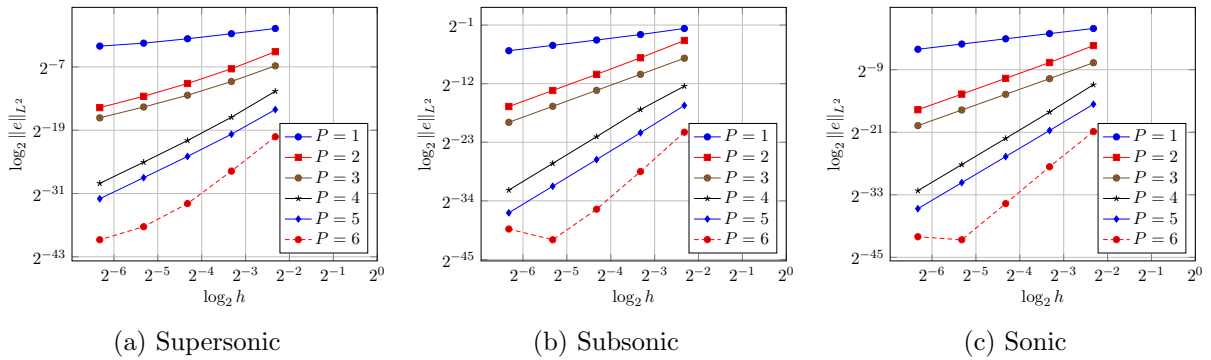 2^{-7}
2^{-19}
2^{-31}
2^{-43}
log_2 ||e||_{L^2}
P = 1
P = 2
P = 3
P = 4
P = 5
P = 6
2^{-6} 2^{-5} 2^{-4} 2^{-3} 2^{-2} 2^{-1} 2^0
log_2 h
(a) Supersonic
2^{-1}
2^{-12}
2^{-23}
2^{-34}
2^{-45}
log_2 ||e||_{L^2}
P = 1
P = 2
P = 3
P = 4
P = 5
P = 6
2^{-6} 2^{-5} 2^{-4} 2^{-3} 2^{-2} 2^{-1} 2^0
log_2 h
(b) Subsonic
2^{-9}
2^{-21}
2^{-33}
2^{-45}
log_2 ||e||_{L^2}
P = 1
P = 2
P = 3
P = 4
P = 5
P = 6
2^{-6} 2^{-5} 2^{-4} 2^{-3} 2^{-2} 2^{-1} 2^0
log_2 h
(c) Sonic